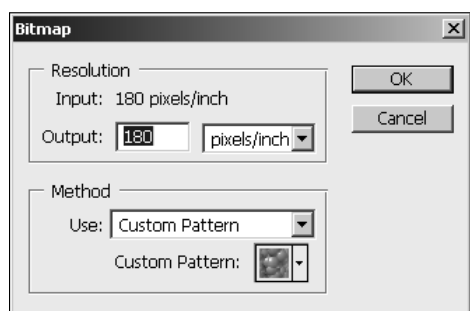 Bitmap
Resolution
Input: 180 pixels/inch
Output: 180 pixels/inch
OK
Cancel
Method
Use: Custom Pattern
Custom Pattern: